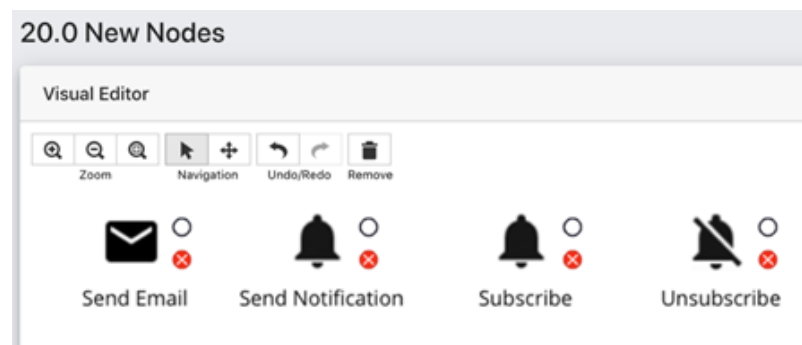 20.0 New Nodes
Visual Editor
Zoom Navigation Undo/Redo Remove
Send Email Send Notification Subscribe Unsubscribe